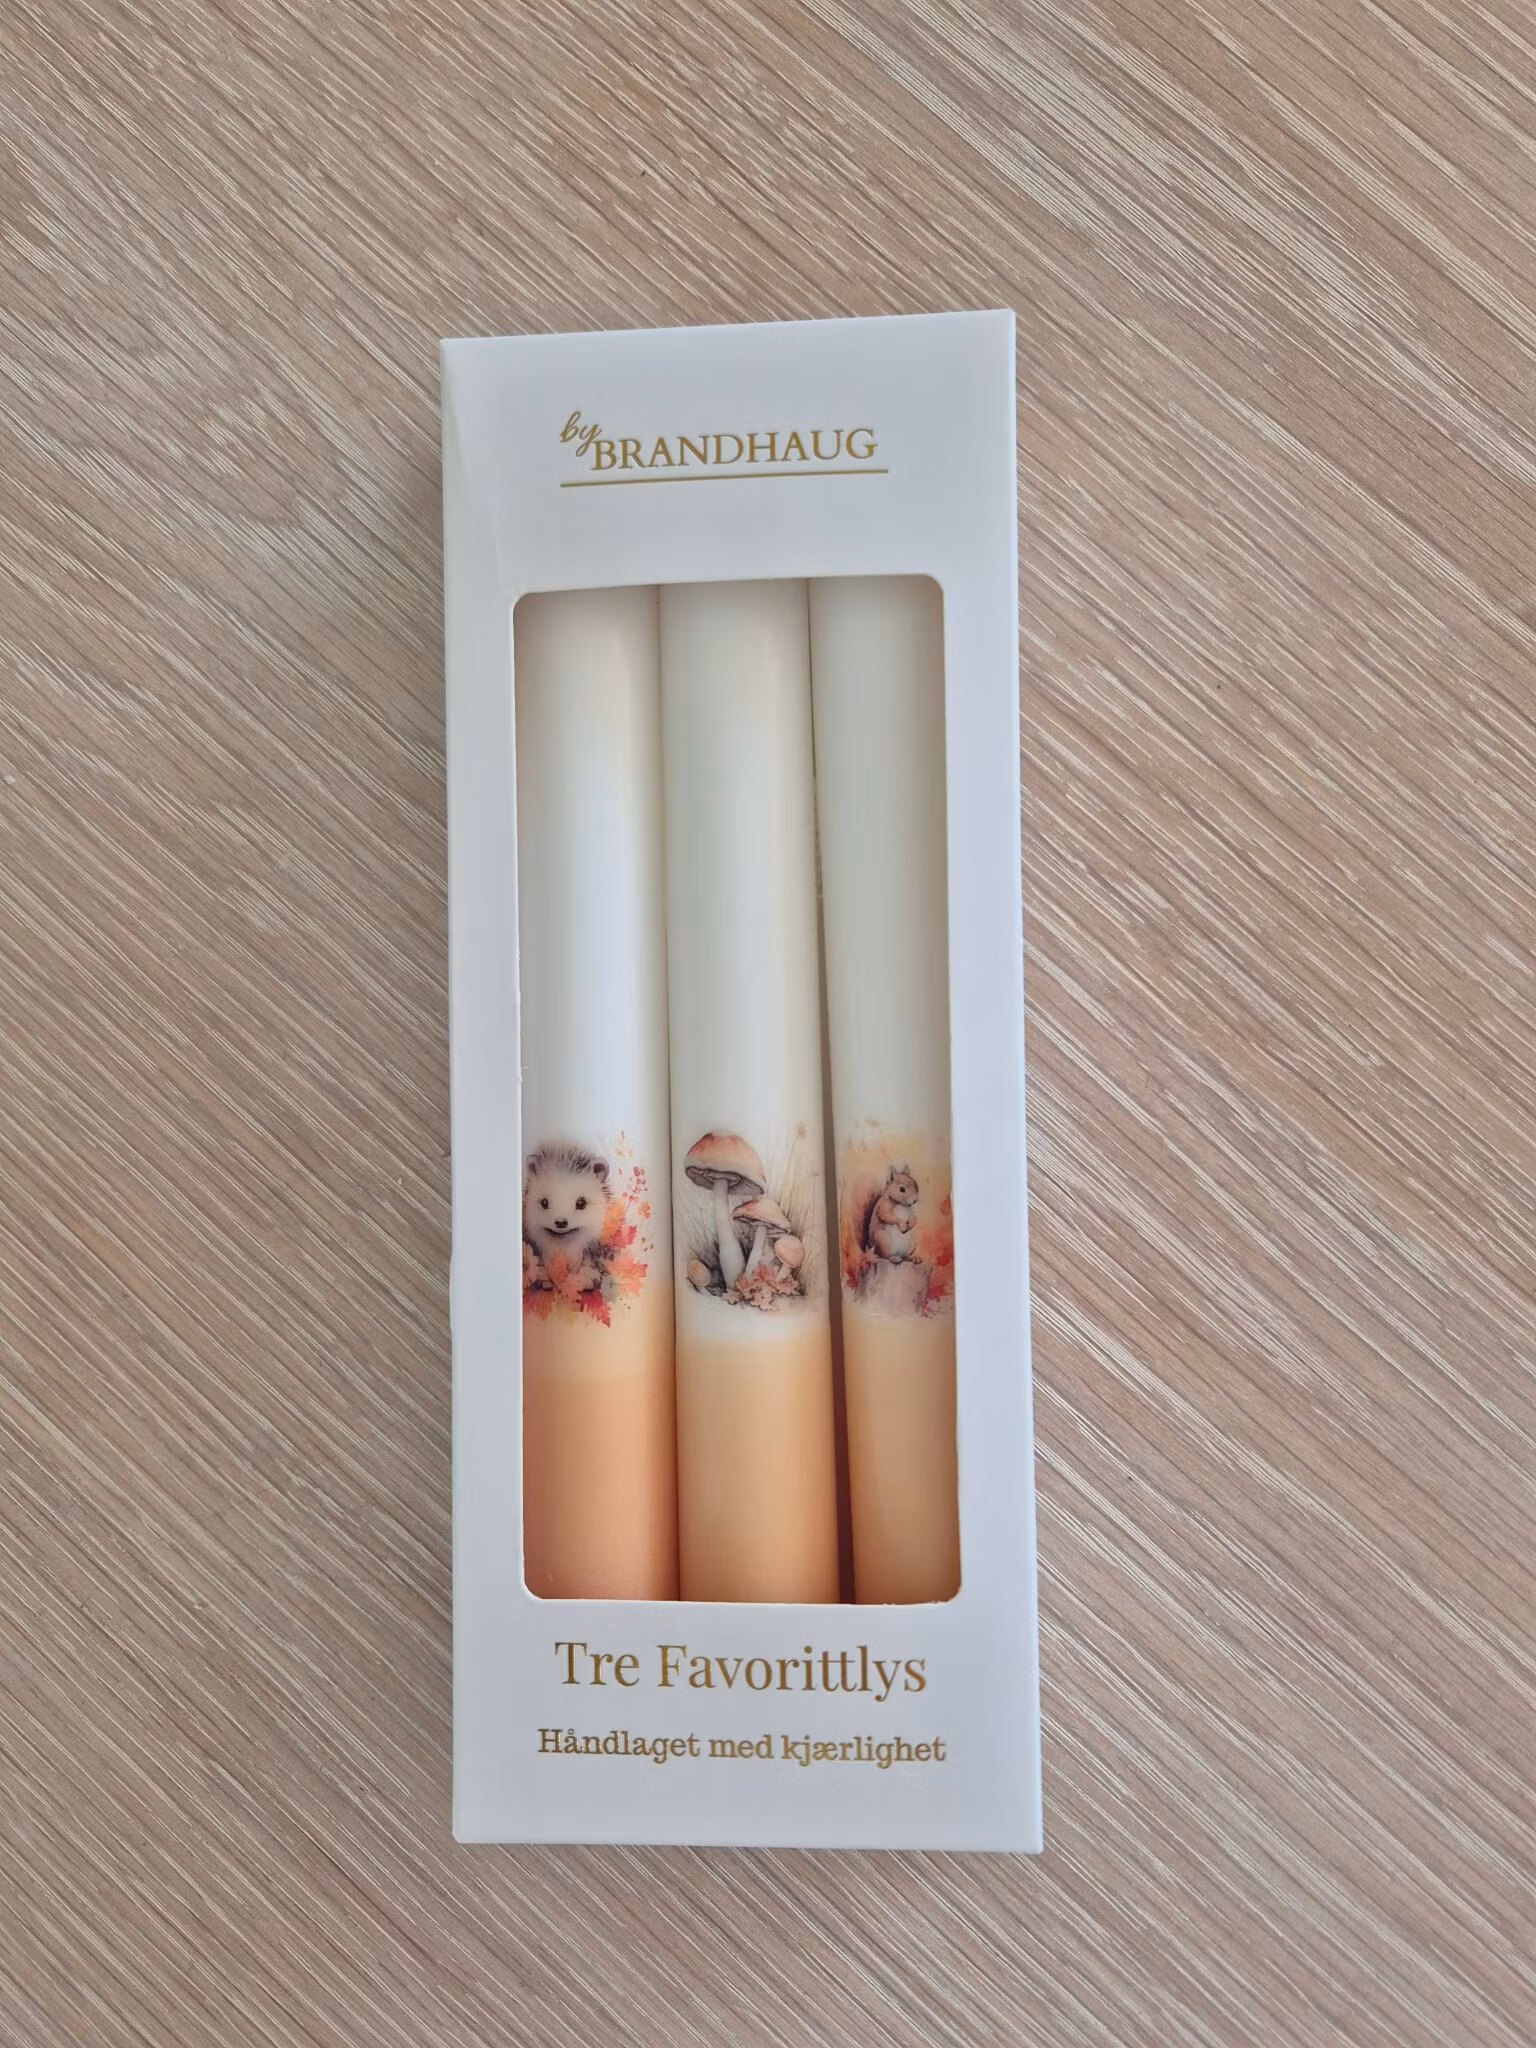 by BRANDHAUG
Tre Favorittlys
Håndlaget med kjærlighet